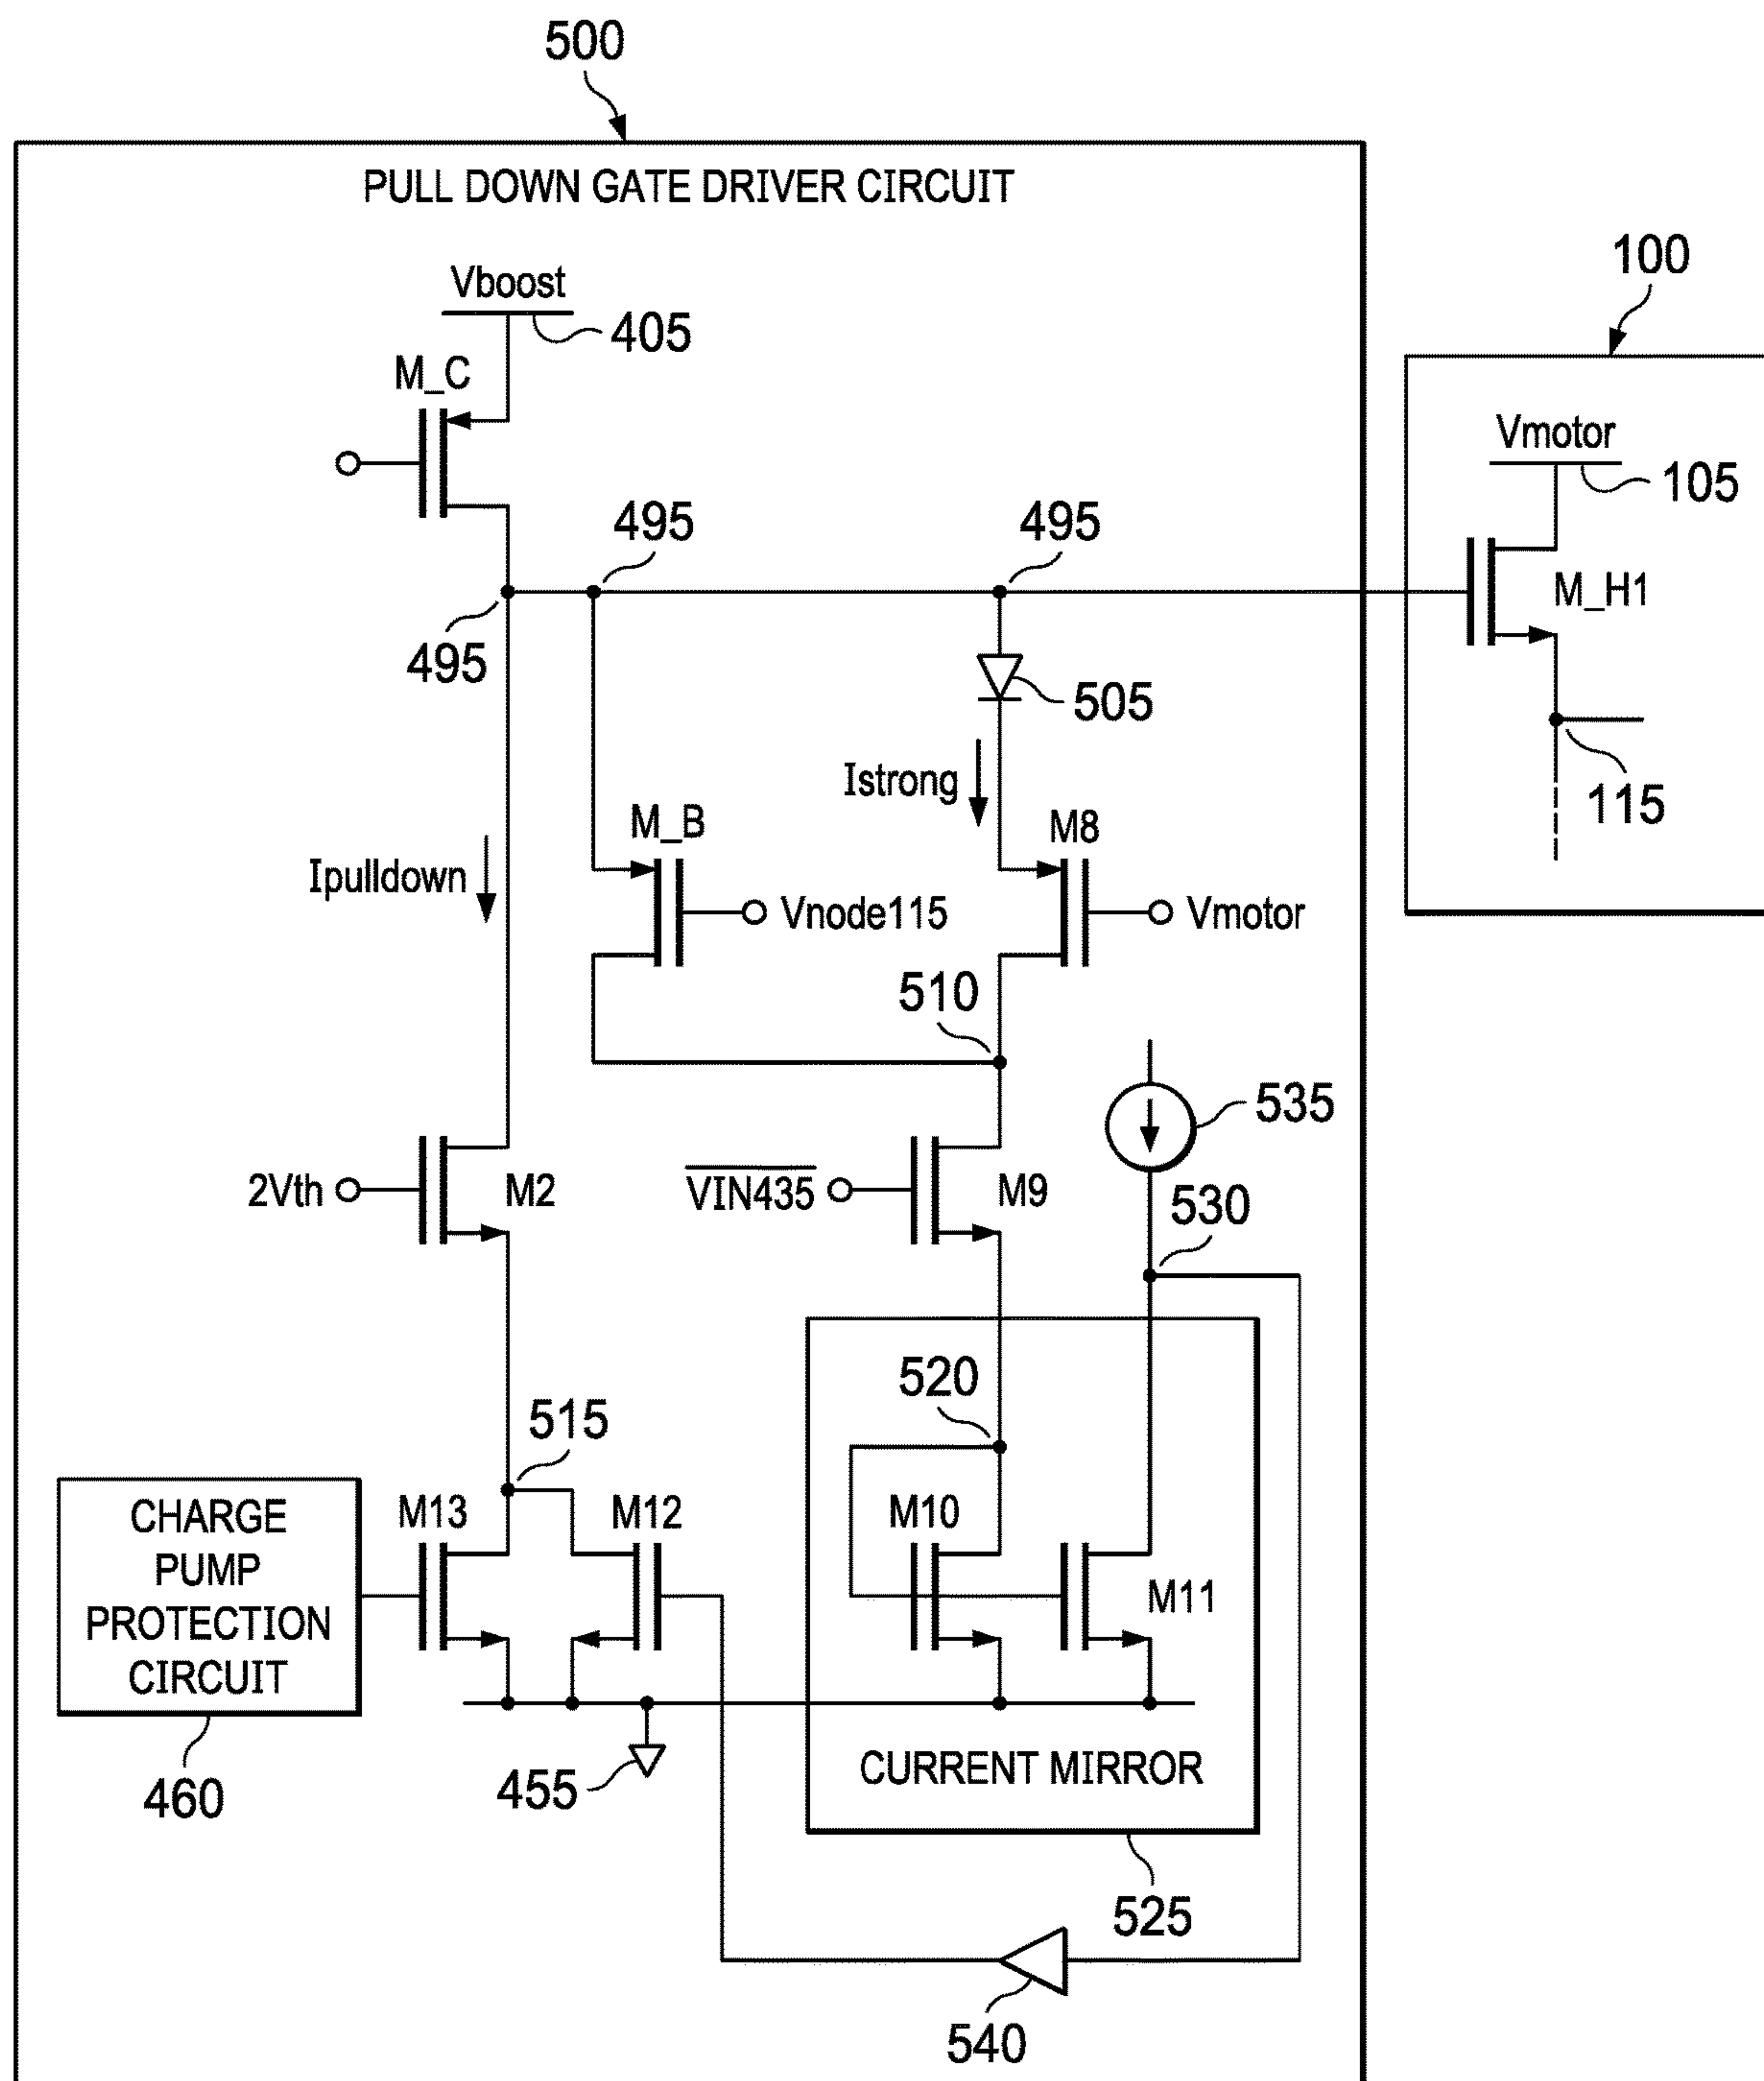 500
PULL DOWN GATE DRIVER CIRCUIT
Vboost
405
M_C
100
Vmotor
105
495
495
495
M_H1
505
115
Istrong
M_B
M8
Ipulldown
Vnode115
Vmotor
510
535
2Vth
M2
VIN435
M9
530
520
515
CHARGE
PUMP
PROTECTION
CIRCUIT
M13
M12
M10
M11
455
CURRENT MIRROR
460
525
540